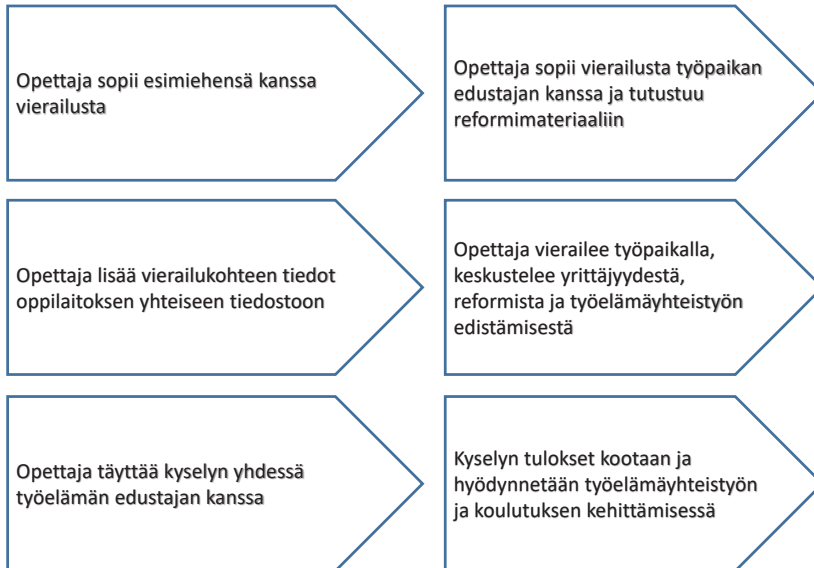 Opettaja sopii esimiehensä kanssa
vierailusta
Opettaja sopii vierailusta työpaikan
edustajan kanssa ja tutustuu
reformimateriaaliin
Opettaja lisää vierailukohteen tiedot
oppilaitoksen yhteiseen tiedostoon
Opettaja vierailee työpaikalla,
keskustelee yrittäjyydestä,
reformista ja työelämäyhteistyön
edistämisestä
Opettaja täyttää kyselyn yhdessä
työelämän edustajan kanssa
Kyselyn tulokset kootaan ja
hyödynnetään työelämäyhteistyön
ja koulutuksen kehittämisessä